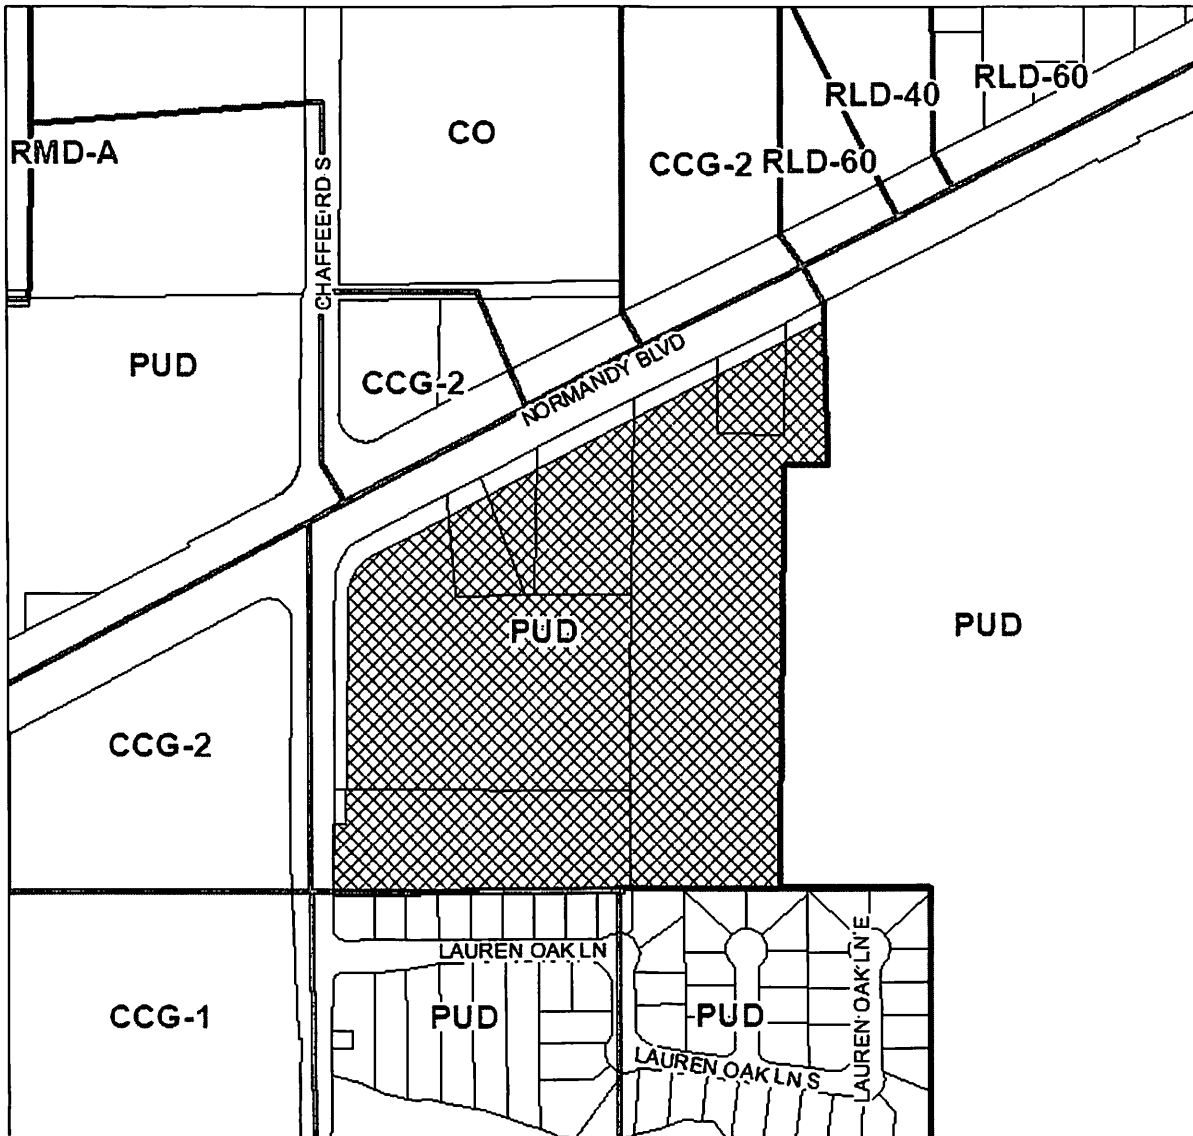 RLD-60
RLD-40
CO
RMD-A
CCG-2
RLD-60
CHAFFEE RD S
PUD
NORMANDY BLVD
CCG-2
PUD
PUD
CCG-2
LAUREN OAK LN
LAUREN OAK LN E
CCG-1
PUD
PUD
LAUREN OAK LN S